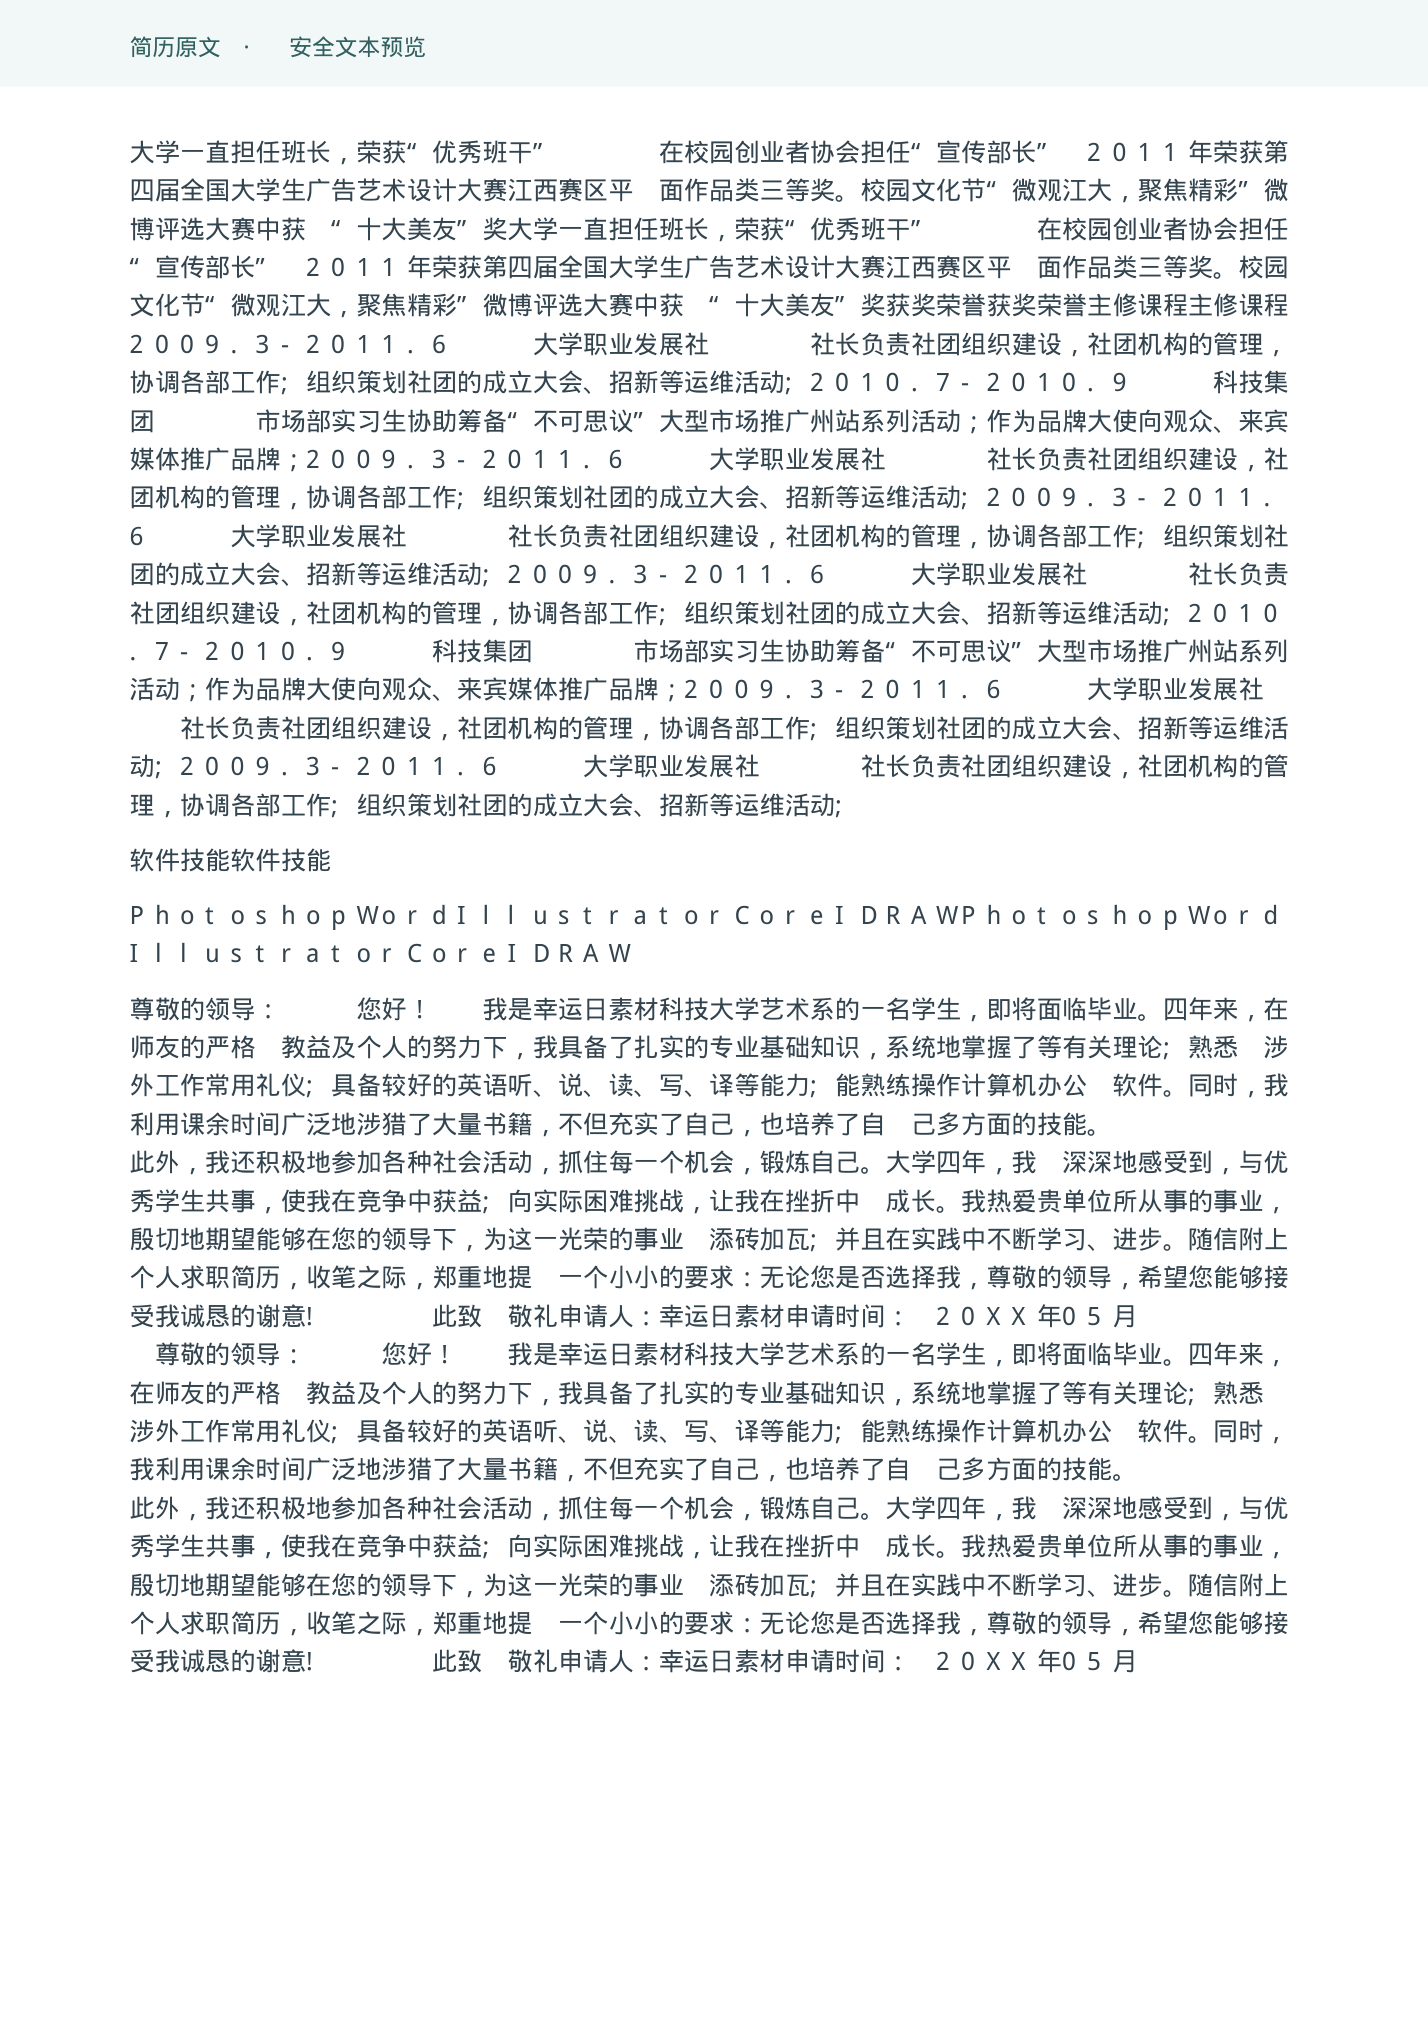 简历原文 · 安全文本预览
大学一直担任班长，荣获“优秀班干” 在校园创业者协会担任“宣传部长” 2011年荣获第
四届全国大学生广告艺术设计大赛江西赛区平 面作品类三等奖。校园文化节“微观江大，聚焦精彩”微
博评选大赛中获 “十大美友”奖大学一直担任班长，荣获“优秀班干” 在校园创业者协会担任
“宣传部长” 2011年荣获第四届全国大学生广告艺术设计大赛江西赛区平 面作品类三等奖。校园
文化节“微观江大，聚焦精彩”微博评选大赛中获 “十大美友”奖获奖荣誉获奖荣誉主修课程主修课程
2009.3-2011.6 大学职业发展社 社长负责社团组织建设，社团机构的管理，
协调各部工作; 组织策划社团的成立大会、招新等运维活动; 2010.7-2010.9 科技集
团 市场部实习生协助筹备“不可思议”大型市场推广州站系列活动；作为品牌大使向观众、来宾
媒体推广品牌；2009.3-2011.6 大学职业发展社 社长负责社团组织建设，社
团机构的管理，协调各部工作; 组织策划社团的成立大会、招新等运维活动; 2009.3-2011.
6 大学职业发展社 社长负责社团组织建设，社团机构的管理，协调各部工作; 组织策划社
团的成立大会、招新等运维活动; 2009.3-2011.6 大学职业发展社 社长负责
社团组织建设，社团机构的管理，协调各部工作; 组织策划社团的成立大会、招新等运维活动; 2010
.7-2010.9 科技集团 市场部实习生协助筹备“不可思议”大型市场推广州站系列
活动；作为品牌大使向观众、来宾媒体推广品牌；2009.3-2011.6 大学职业发展社
社长负责社团组织建设，社团机构的管理，协调各部工作; 组织策划社团的成立大会、招新等运维活
动; 2009.3-2011.6 大学职业发展社 社长负责社团组织建设，社团机构的管
理，协调各部工作; 组织策划社团的成立大会、招新等运维活动;
软件技能软件技能
PhotoshopWordIllustratorCoreIDRAWPhotoshopWord
IllustratorCoreIDRAW
尊敬的领导： 您好！ 我是幸运日素材科技大学艺术系的一名学生，即将面临毕业。四年来，在
师友的严格 教益及个人的努力下，我具备了扎实的专业基础知识，系统地掌握了等有关理论; 熟悉 涉
外工作常用礼仪; 具备较好的英语听、说、读、写、译等能力; 能熟练操作计算机办公 软件。同时，我
利用课余时间广泛地涉猎了大量书籍，不但充实了自己，也培养了自 己多方面的技能。
此外，我还积极地参加各种社会活动，抓住每一个机会，锻炼自己。大学四年，我 深深地感受到，与优
秀学生共事，使我在竞争中获益; 向实际困难挑战，让我在挫折中 成长。我热爱贵单位所从事的事业，
殷切地期望能够在您的领导下，为这一光荣的事业 添砖加瓦; 并且在实践中不断学习、进步。随信附上
个人求职简历，收笔之际，郑重地提 一个小小的要求：无论您是否选择我，尊敬的领导，希望您能够接
受我诚恳的谢意! 此致 敬礼申请人：幸运日素材申请时间： 20XX年05月
尊敬的领导： 您好！ 我是幸运日素材科技大学艺术系的一名学生，即将面临毕业。四年来，
在师友的严格 教益及个人的努力下，我具备了扎实的专业基础知识，系统地掌握了等有关理论; 熟悉
涉外工作常用礼仪; 具备较好的英语听、说、读、写、译等能力; 能熟练操作计算机办公 软件。同时，
我利用课余时间广泛地涉猎了大量书籍，不但充实了自己，也培养了自 己多方面的技能。
此外，我还积极地参加各种社会活动，抓住每一个机会，锻炼自己。大学四年，我 深深地感受到，与优
秀学生共事，使我在竞争中获益; 向实际困难挑战，让我在挫折中 成长。我热爱贵单位所从事的事业，
殷切地期望能够在您的领导下，为这一光荣的事业 添砖加瓦; 并且在实践中不断学习、进步。随信附上
个人求职简历，收笔之际，郑重地提 一个小小的要求：无论您是否选择我，尊敬的领导，希望您能够接
受我诚恳的谢意! 此致 敬礼申请人：幸运日素材申请时间： 20XX年05月